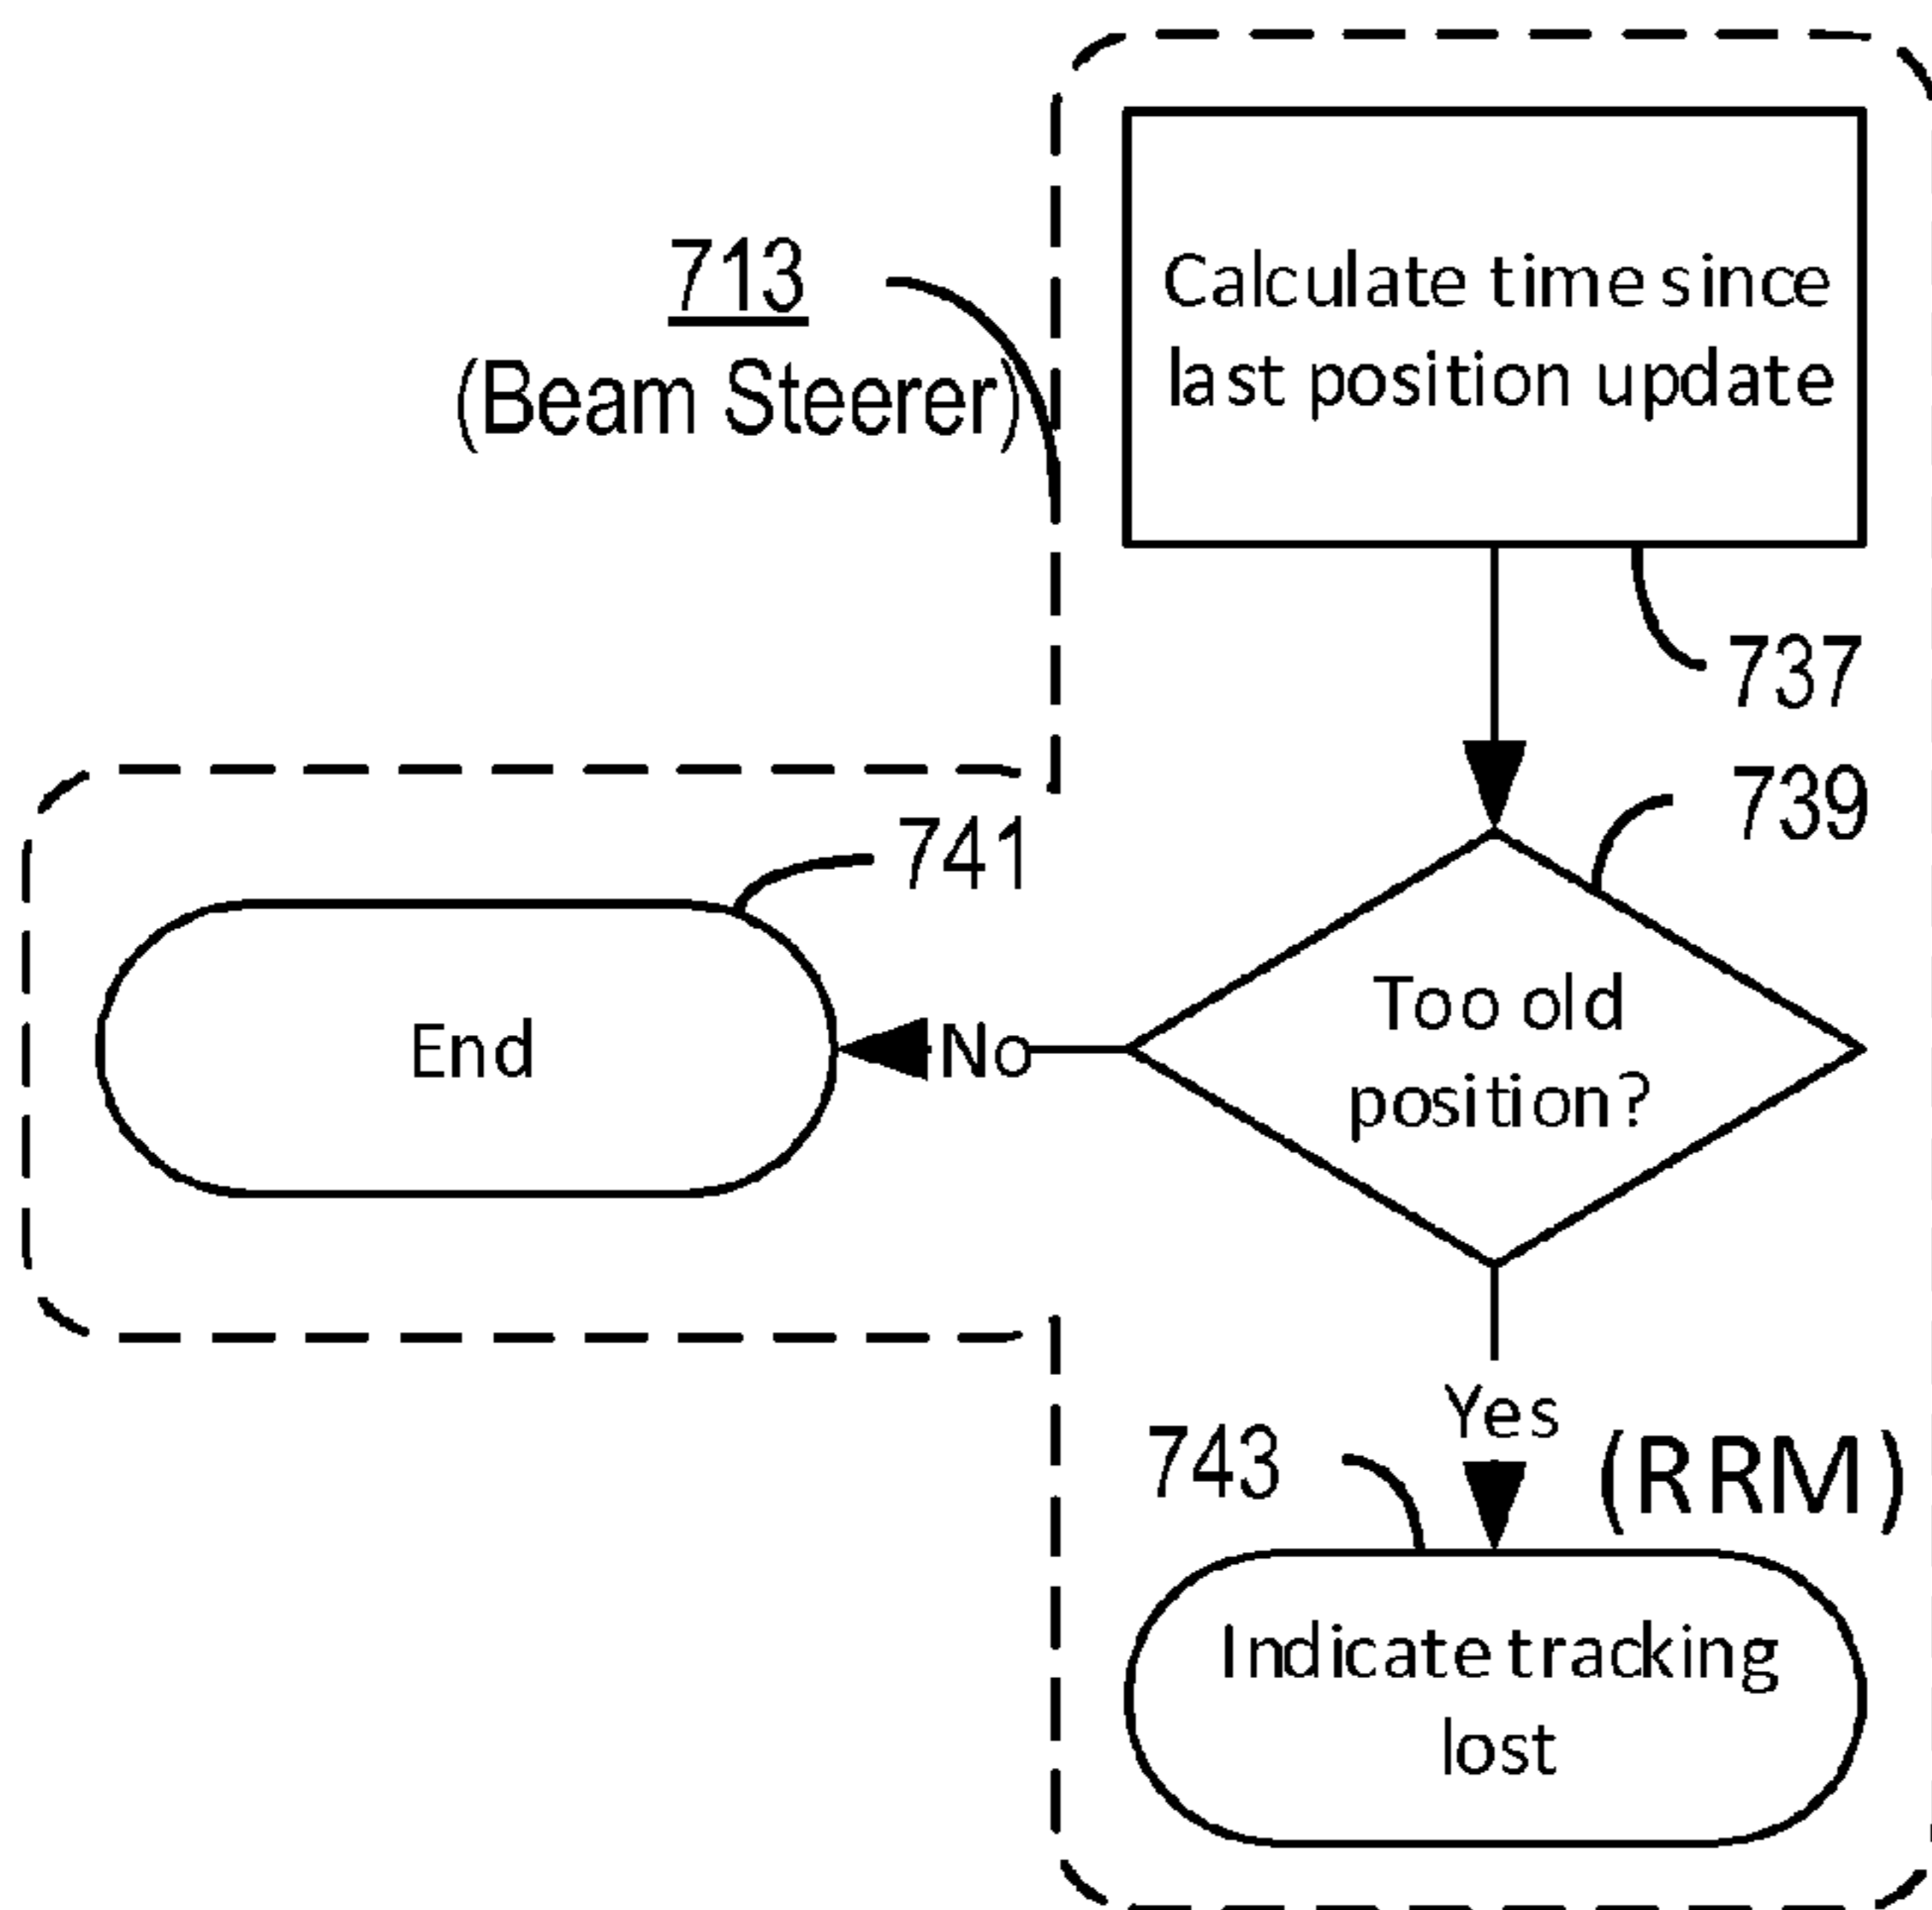 713
(Beam Steerer)
Calculate time since
last position update
737
739
741
End
No
Too old
position?
Yes
743
(RRM)
Indicate tracking
lost